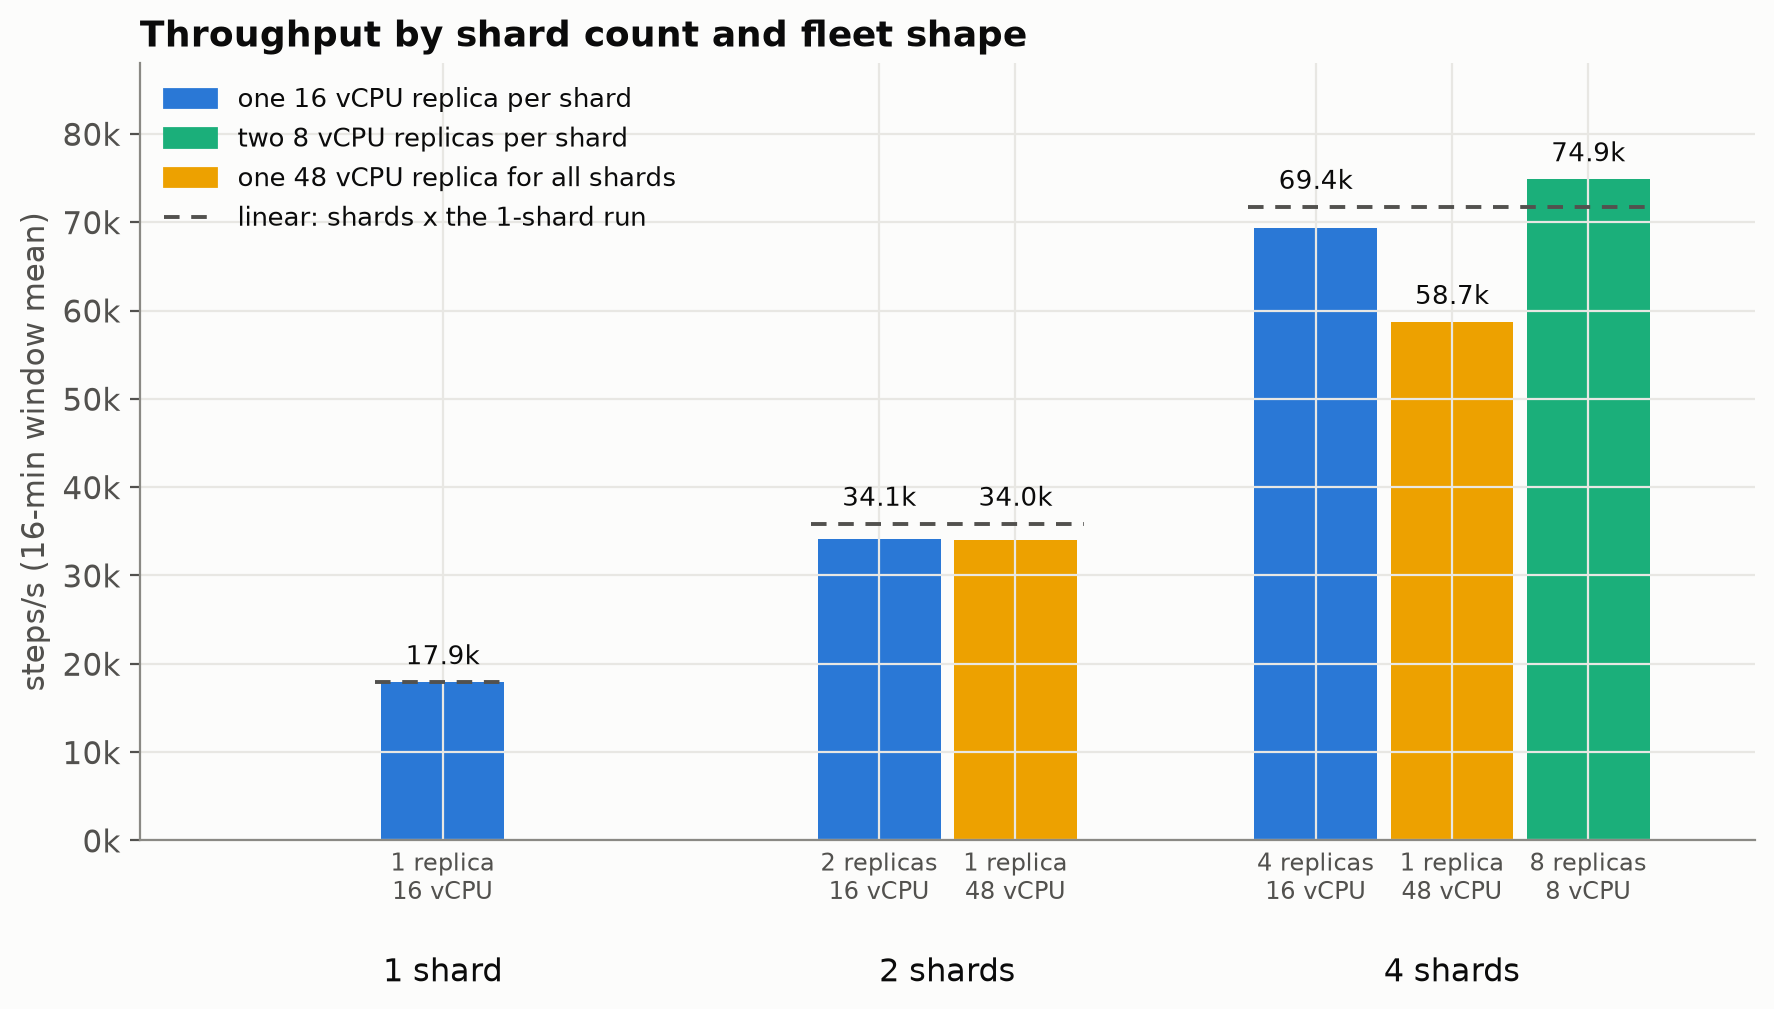 Throughput by shard count and fleet shape
one 16 vCPU replica per shard
two 8 vCPU replicas per shard
one 48 vCPU replica for all shards
linear: shards x the 1-shard run
steps/s (16-min window mean)
80k
70k
60k
50k
40k
30k
20k
10k
0k
17.9k
34.1k
34.0k
69.4k
58.7k
74.9k
1 replica
16 vCPU
2 replicas
16 vCPU
1 replica
48 vCPU
4 replicas
16 vCPU
1 replica
48 vCPU
8 replicas
8 vCPU
1 shard
2 shards
4 shards